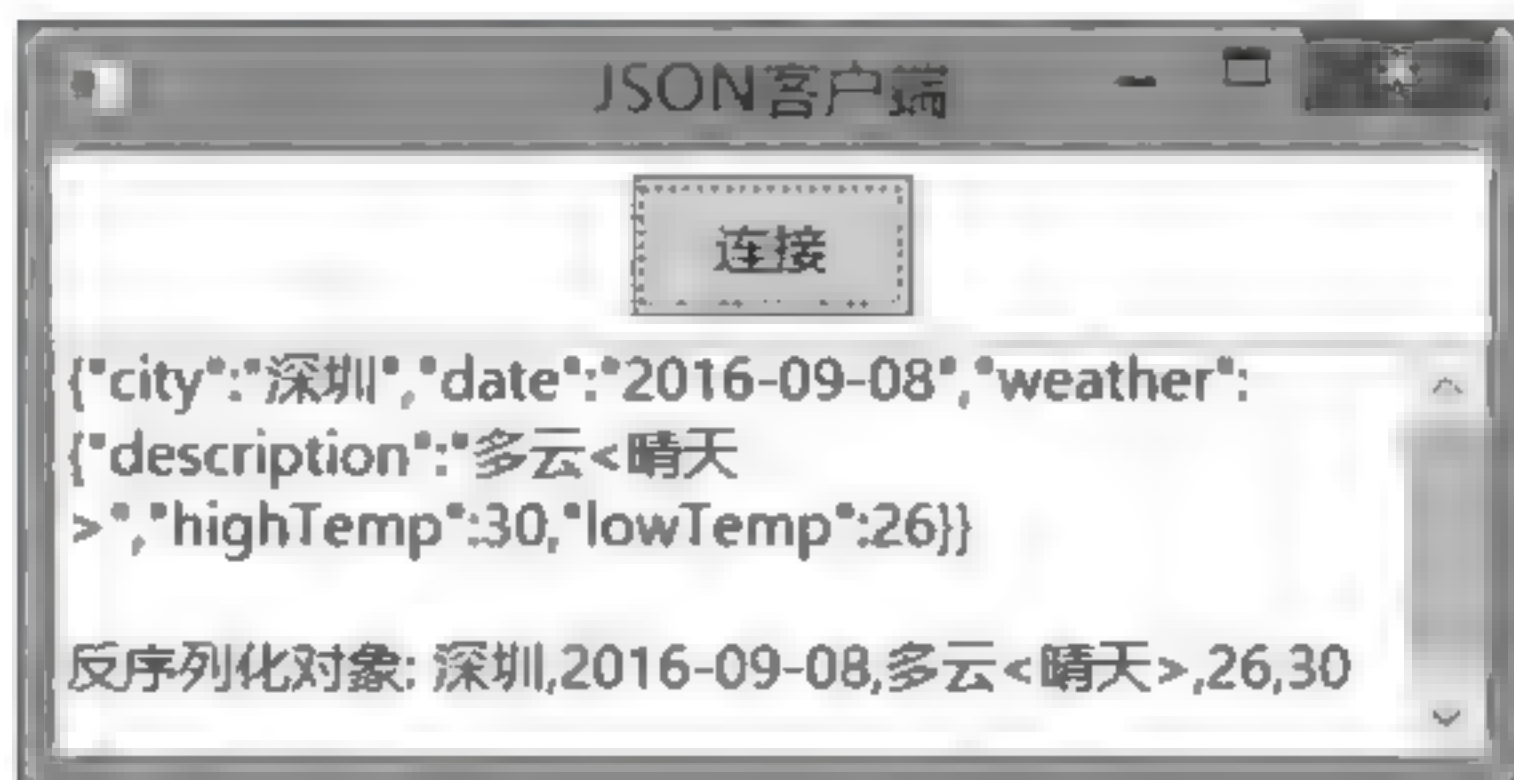 JSON客户端
连接
{"city":"深圳","date":"2016-09-08","weather":
{"description":"多云<晴天
>","highTemp":30,"lowTemp":26}}
反序列化对象: 深圳,2016-09-08,多云<晴天>,26,30